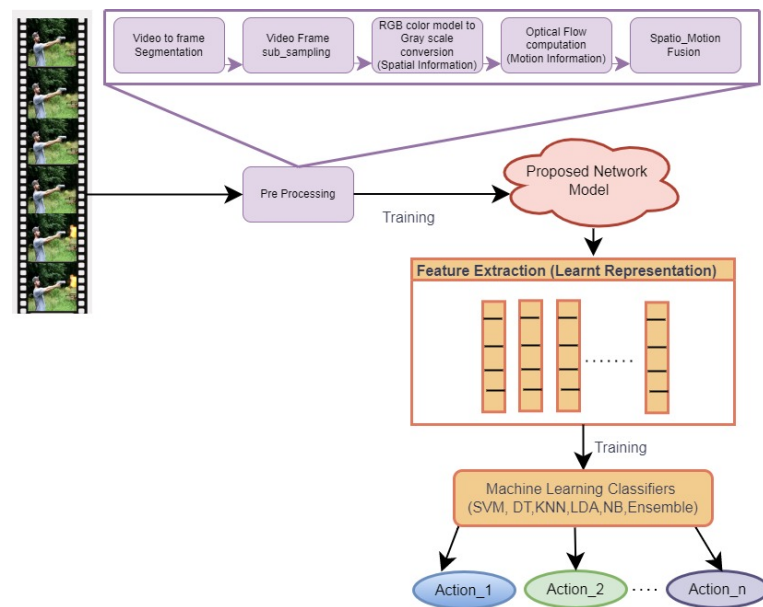 Video to frame
Segmentation
Video Frame
sub_sampling
RGB color model to
Gray scale
conversion
(Spatial Information)
Optical Flow
computation
(Motion Information)
Spatio_Motion
Fusion
Pre Processing
Training
Proposed Network
Model
Feature Extraction (Learnt Representation)
Training
Machine Learning Classifiers
(SVM, DT,KNN,LDA,NB,Ensemble)
Action_1
Action_2
Action_n